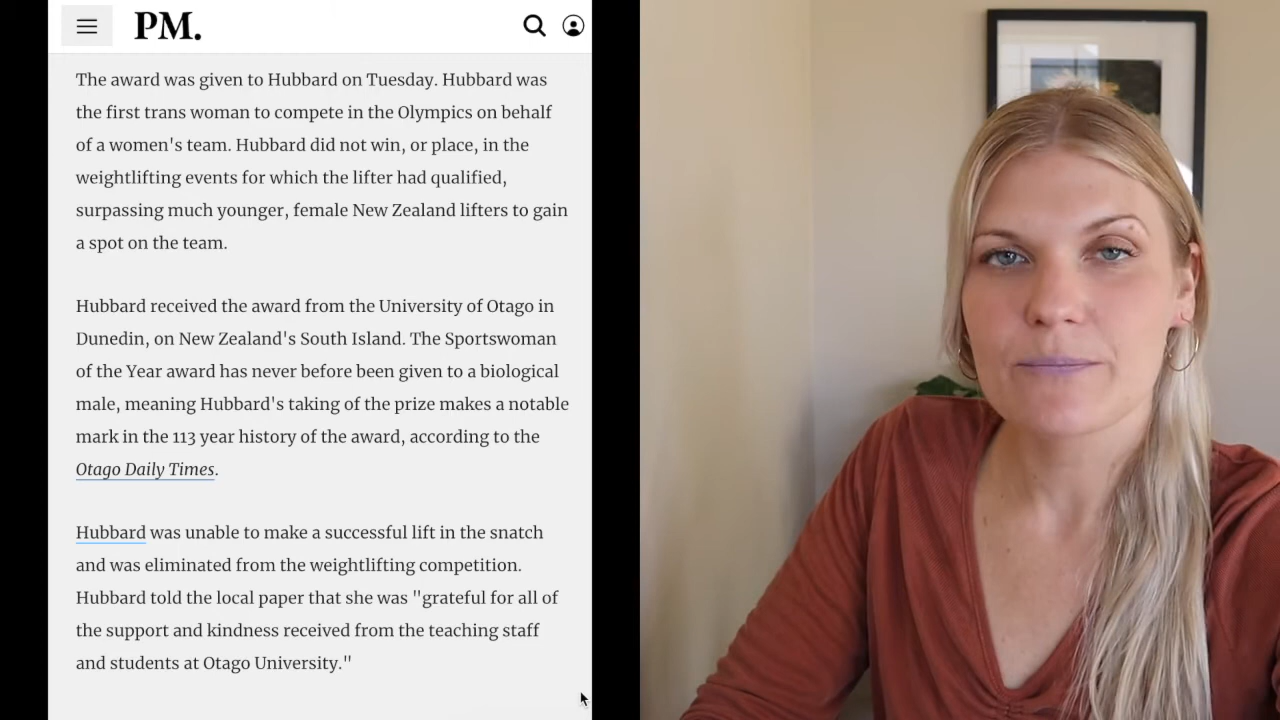 PM.
The award was given to Hubbard on Tuesday. Hubbard was
the first trans woman to compete in the Olympics on behalf
of a women's team. Hubbard did not win, or place, in the
weightlifting events for which the lifter had qualified,
surpassing much younger, female New Zealand lifters to gain
a spot on the team.
Hubbard received the award from the University of Otago in
Dunedin, on New Zealand's South Island. The Sportswoman
of the Year award has never before been given to a biological
male, meaning Hubbard's taking of the prize makes a notable
mark in the 113 year history of the award, according to the
Otago Daily Times.
Hubbard was unable to make a successful lift in the snatch
and was eliminated from the weightlifting competition.
Hubbard told the local paper that she was "grateful for all of
the support and kindness received from the teaching staff
and students at Otago University."